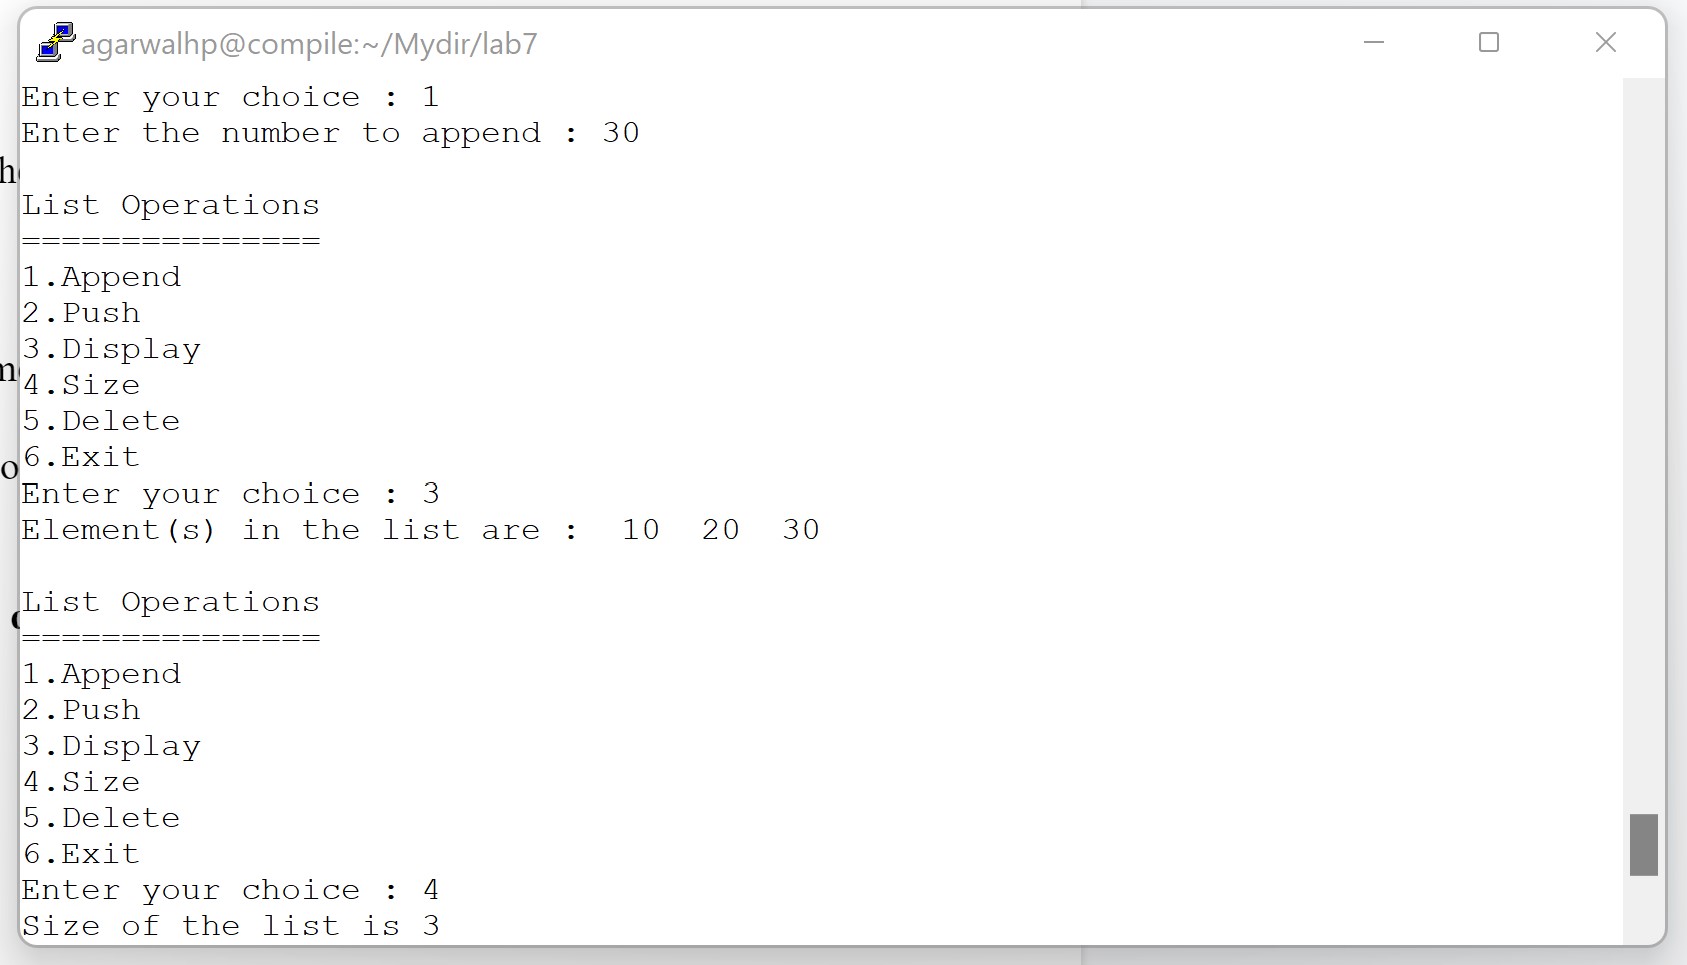 agarwalhp@compile:~/Mydir/lab7
Enter your choice : 1
Enter the number to append : 30
List Operations
===============
1.Append
2.Push
3.Display
4.Size
5.Delete
6.Exit
Enter your choice : 3
Element(s) in the list are :  10  20  30
List Operations
===============
1.Append
2.Push
3.Display
4.Size
5.Delete
6.Exit
Enter your choice : 4
Size of the list is 3